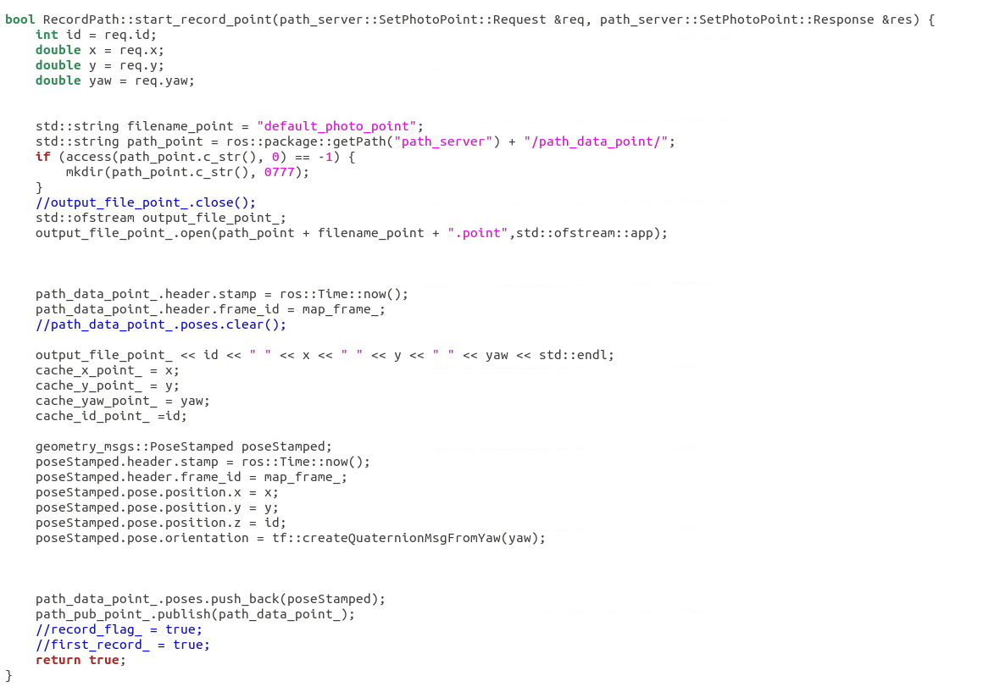 bool RecordPath::start_record_point(path_server::SetPhotoPoint::Request &req, path_server::SetPhotoPoint::Response &res) {
    int id = req.id;
    double x = req.x;
    double y = req.y;
    double yaw = req.yaw;
    std::string filename_point = "default_photo_point";
    std::string path_point = ros::package::getPath("path_server") + "/path_data_point/";
    if (access(path_point.c_str(), 0) == -1) {
        mkdir(path_point.c_str(), 0777);
    }
    //output_file_point_.close();
    std::ofstream output_file_point_;
    output_file_point_.open(path_point + filename_point + ".point",std::ofstream::app);
    path_data_point_.header.stamp = ros::Time::now();
    path_data_point_.header.frame_id = map_frame_;
    //path_data_point_.poses.clear();
    output_file_point_ << id << " " << x << " " << y << " " << yaw << std::endl;
    cache_x_point_ = x;
    cache_y_point_ = y;
    cache_yaw_point_ = yaw;
    cache_id_point_ =id;
    geometry_msgs::PoseStamped poseStamped;
    poseStamped.header.stamp = ros::Time::now();
    poseStamped.header.frame_id = map_frame_;
    poseStamped.pose.position.x = x;
    poseStamped.pose.position.y = y;
    poseStamped.pose.position.z = id;
    poseStamped.pose.orientation = tf::createQuaternionMsgFromYaw(yaw);
    path_data_point_.poses.push_back(poseStamped);
    path_pub_point_.publish(path_data_point_);
    //record_flag_ = true;
    //first_record_ = true;
    return true;
}